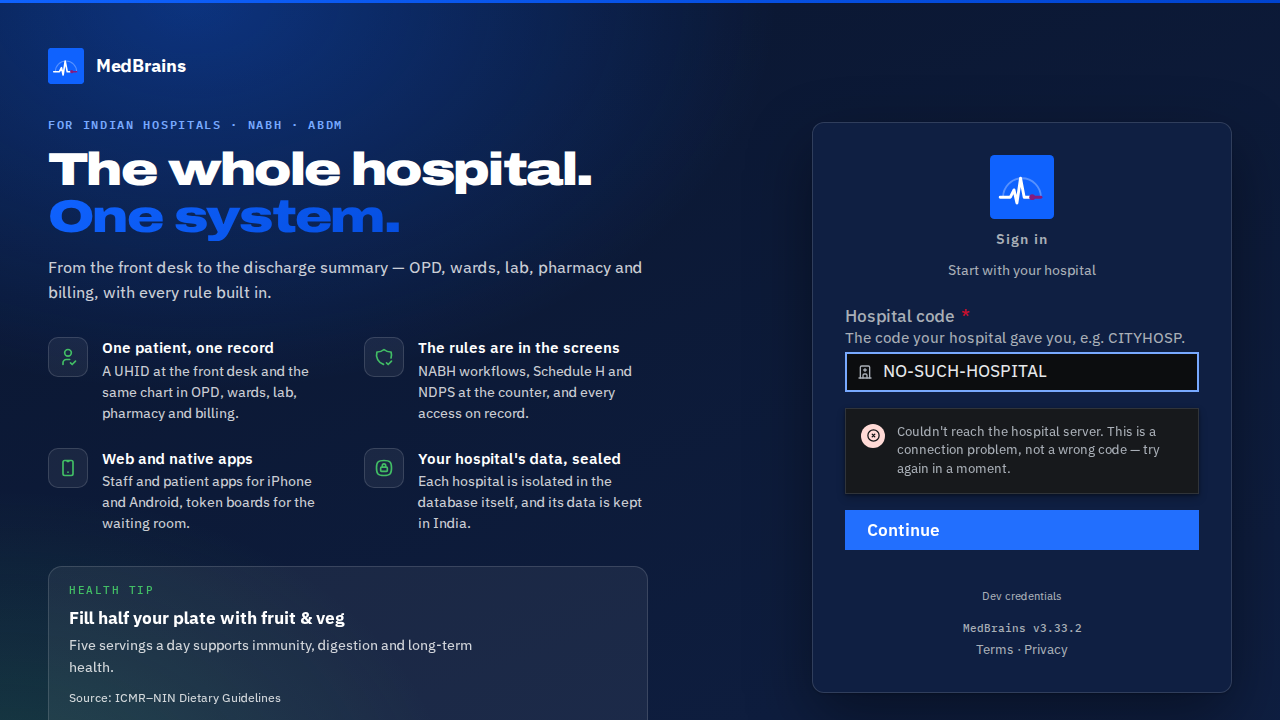 MedBrains
FOR INDIAN HOSPITALS · NABH · ABDM
The whole hospital.
One system.
From the front desk to the discharge summary — OPD, wards, lab, pharmacy and
billing, with every rule built in.
One patient, one record
A UHID at the front desk and the
same chart in OPD, wards, lab,
pharmacy and billing.
The rules are in the screens
NABH workflows, Schedule H and
NDPS at the counter, and every
access on record.
Web and native apps
Staff and patient apps for iPhone
and Android, token boards for the
waiting room.
Your hospital's data, sealed
Each hospital is isolated in the
database itself, and its data is kept
in India.
HEALTH TIP
Fill half your plate with fruit & veg
Five servings a day supports immunity, digestion and long-term
health.
Source: ICMR–NIN Dietary Guidelines
Sign in
Start with your hospital
Hospital code *
The code your hospital gave you, e.g. CITYHOSP.
NO-SUCH-HOSPITAL
Couldn't reach the hospital server. This is a
connection problem, not a wrong code — try
again in a moment.
Continue
Dev credentials
MedBrains v3.33.2
Terms · Privacy